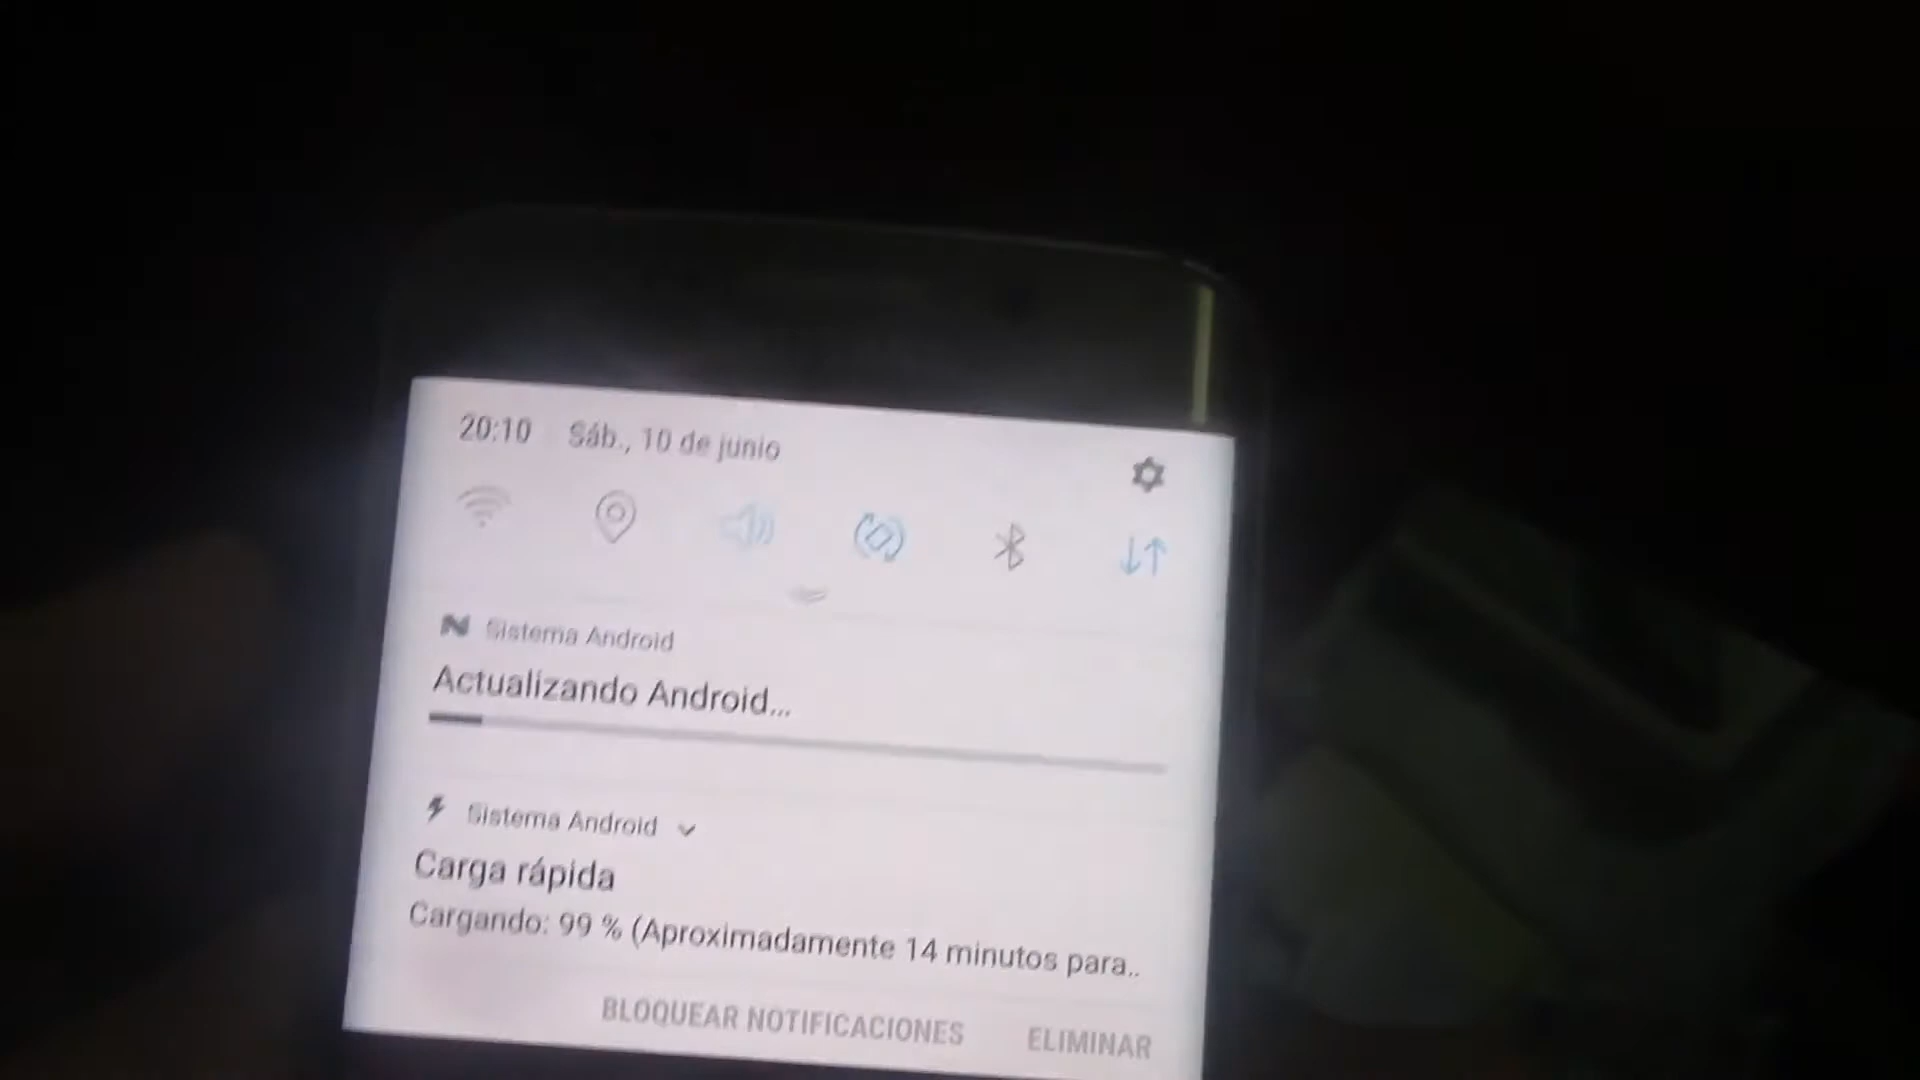 20:10 Sáb., 10 de junio
Sistema Android
Actualizando Android...
Sistema Android
Carga rápida
Cargando: 99 % (Aproximadamente 14 minutos para..
BLOQUEAR NOTIFICACIONES ELIMINAR